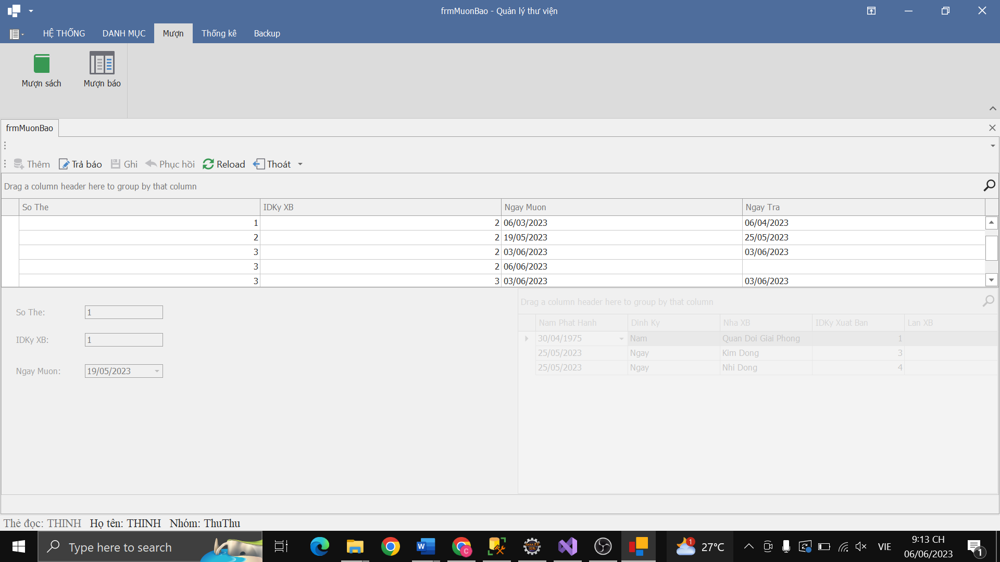 frmMuonBao - Quản lý thư viện
HỆ THỐNG DANH MỤC Mượn Thống kê Backup
Mượn sách Mượn báo
frmMuonBao
Thêm Trả báo Ghi Phục hồi Reload Thoát
Drag a column header here to group by that column
So The IDKy XB Ngay Muon Ngay Tra
1 2 06/03/2023 06/04/2023
2 2 19/05/2023 25/05/2023
3 2 03/06/2023 03/06/2023
3 2 06/06/2023
3 3 03/06/2023 03/06/2023
So The: 1
IDKy XB: 1
Ngay Muon: 19/05/2023
Drag a column header here to group by that column
Nam Phat Hanh Dinh Ky Nha XB IDKy Xuat Ban Lan XB
30/04/1975 Nam Quan Doi Giai Phong 1
25/05/2023 Ngay Kim Dong 3
25/05/2023 Ngay Nhi Dong 4
Thẻ đọc: THINH Họ tên: THINH Nhóm: ThuThu
Type here to search
W
C
Java EE
IDE
1
27°C
VIE
9:13 CH
06/06/2023
1